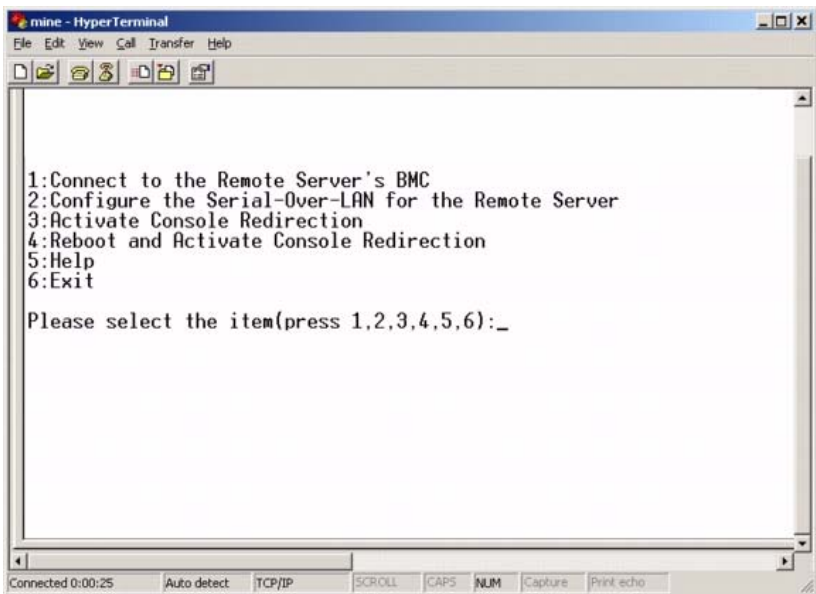 mine - HyperTerminal
File Edit View Call Transfer Help
1:Connect to the Remote Server's BMC
2:Configure the Serial-Over-LAN for the Remote Server
3:Activate Console Redirection
4:Reboot and Activate Console Redirection
5:Help
6:Exit
Please select the item(press 1,2,3,4,5,6):_
Connected 0:00:25 Auto detect TCP/IP SCROLL CAPS NUM Capture Print echo